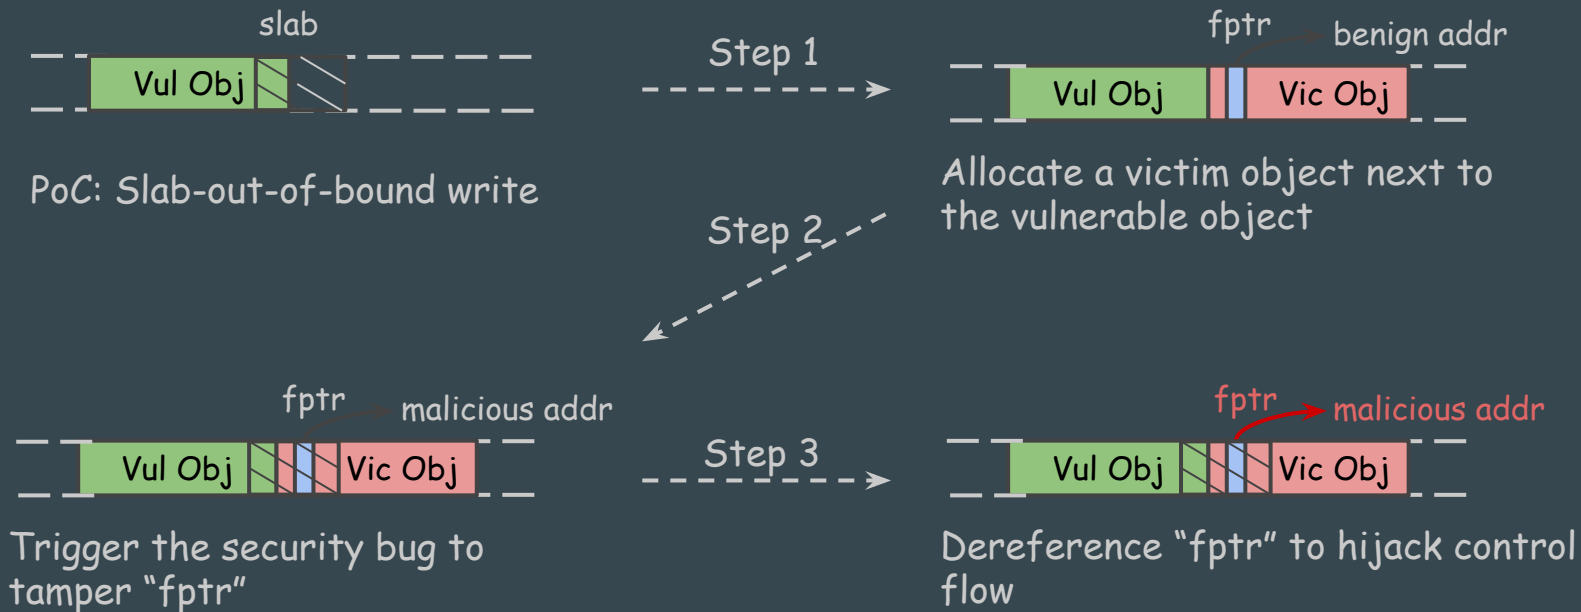 slab
Vul Obj
PoC: Slab-out-of-bound write
Step 1
fptr
benign addr
Vul Obj
Vic Obj
Allocate a victim object next to
the vulnerable object
Step 2
fptr
malicious addr
Vul Obj
Vic Obj
Trigger the security bug to
tamper “fptr”
Step 3
fptr
malicious addr
Vul Obj
Vic Obj
Dereference “fptr” to hijack control
flow